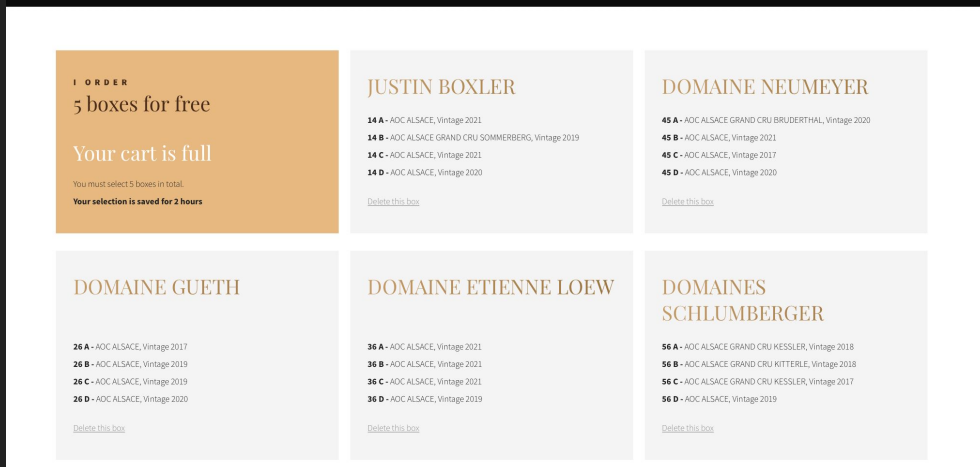 I ORDER
5 boxes for free
Your cart is full
You must select 5 boxes in total.
Your selection is saved for 2 hours
JUSTIN BOXLER
14 A - AOC ALSACE, Vintage 2021
14 B - AOC ALSACE GRAND CRU SOMMERBERG, Vintage 2019
14 C - AOC ALSACE, Vintage 2021
14 D - AOC ALSACE, Vintage 2020
Delete this box
DOMAINE NEUMEYER
45 A - AOC ALSACE GRAND CRU BRUDERTHAL, Vintage 2020
45 B - AOC ALSACE, Vintage 2021
45 C - AOC ALSACE, Vintage 2017
45 D - AOC ALSACE, Vintage 2020
Delete this box
DOMAINE GUETH
26 A - AOC ALSACE, Vintage 2017
26 B - AOC ALSACE, Vintage 2019
26 C - AOC ALSACE, Vintage 2019
26 D - AOC ALSACE, Vintage 2020
Delete this box
DOMAINE ETIENNE LOEW
36 A - AOC ALSACE, Vintage 2021
36 B - AOC ALSACE, Vintage 2021
36 C - AOC ALSACE, Vintage 2021
36 D - AOC ALSACE, Vintage 2019
Delete this box
DOMAINES
SCHLUMBERGER
56 A - AOC ALSACE GRAND CRU KESSLER, Vintage 2018
56 B - AOC ALSACE GRAND CRU KITTERLE, Vintage 2018
56 C - AOC ALSACE GRAND CRU KESSLER, Vintage 2017
56 D - AOC ALSACE, Vintage 2019
Delete this box